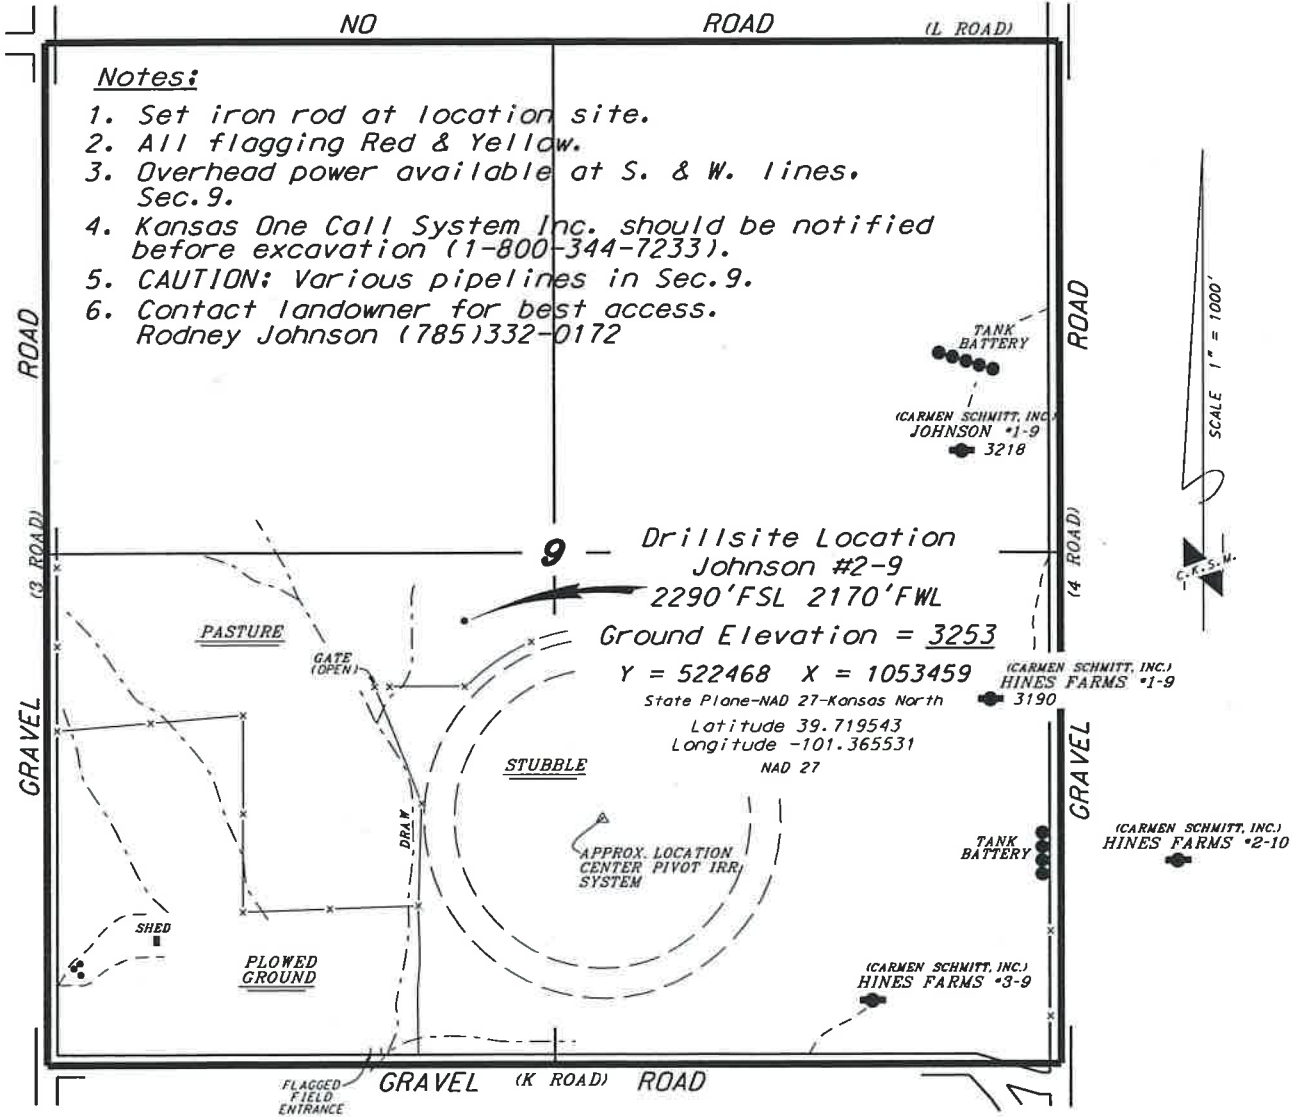 NO ROAD (L ROAD)
Notes:
1. Set iron rod at location site.
2. All flagging Red & Yellow.
3. Overhead power available at S. & W. lines.
Sec. 9.
4. Kansas One Call System Inc. should be notified
before excavation (1-800-344-7233).
5. CAUTION: Various pipelines in Sec. 9.
6. Contact landowner for best access.
Rodney Johnson (785)332-0172
ROAD
(3 ROAD)
GRAVEL
ROAD
(4 ROAD)
GRAVEL
SCALE 1" = 1000'
C.K.S.M.
TANK
BATTERY
(CARMEN SCHMITT, INC.)
JOHNSON #1-9
3218
9
Drillsite Location
Johnson #2-9
2290'FSL 2170'FWL
Ground Elevation = 3253
Y = 522468 X = 1053459
State Plane-NAD 27-Kansas North
Latitude 39.719543
Longitude -101.365531
NAD 27
(CARMEN SCHMITT, INC.)
HINES FARMS #1-9
3190
PASTURE
GATE
(OPEN)
STUBBLE
DRAW
APPROX. LOCATION
CENTER PIVOT IRR
SYSTEM
TANK
BATTERY
(CARMEN SCHMITT, INC.)
HINES FARMS #2-10
SHED
PLOWED
GROUND
(CARMEN SCHMITT, INC.)
HINES FARMS #3-9
FLAGGED
FIELD
ENTRANCE
GRAVEL (K ROAD) ROAD